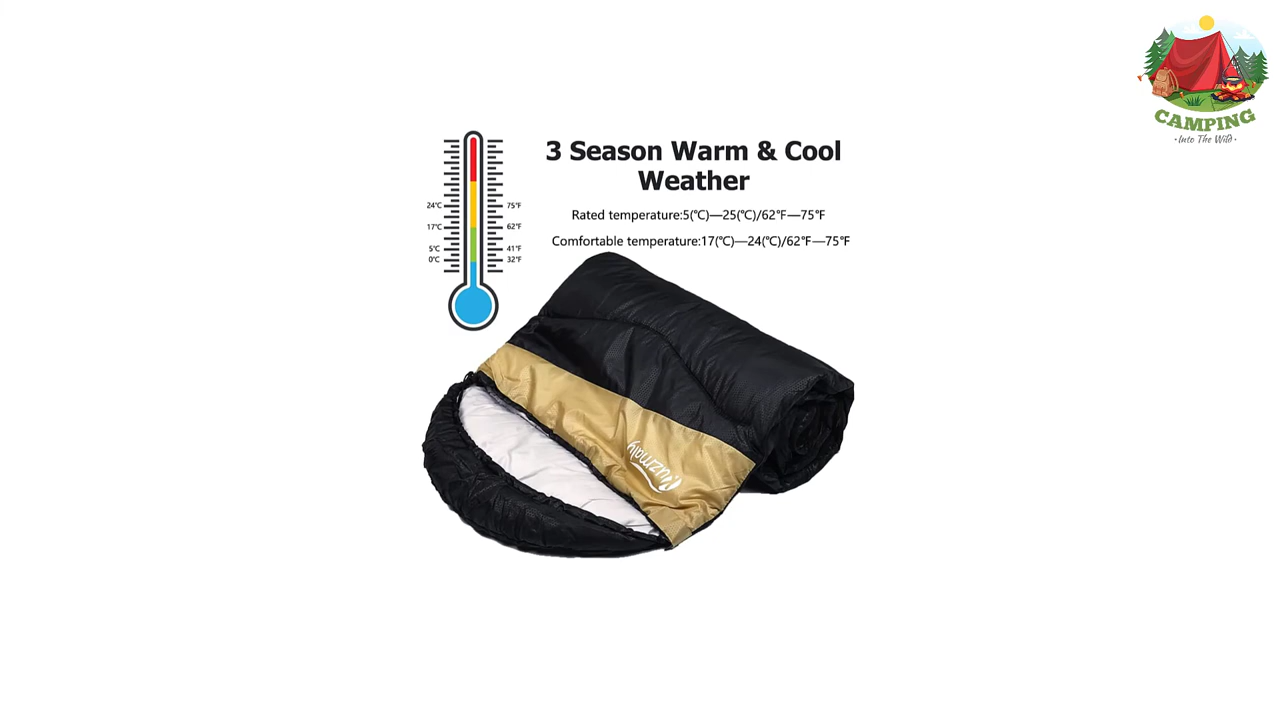 CAMPING
· Into The Wild ·
3 Season Warm & Cool
Weather
Rated temperature:5(℃)—25(℃)/62℉—75℉
Comfortable temperature:17(℃)—24(℃)/62℉—75℉
24℃ 75℉
17℃ 62℉
5℃ 41℉
0℃ 32℉